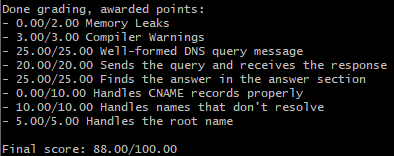 Done grading, awarded points:
- 0.00/2.00 Memory Leaks
- 3.00/3.00 Compiler Warnings
- 25.00/25.00 Well-formed DNS query message
- 20.00/20.00 Sends the query and receives the response
- 25.00/25.00 Finds the answer in the answer section
- 0.00/10.00 Handles CNAME records properly
- 10.00/10.00 Handles names that don't resolve
- 5.00/5.00 Handles the root name
Final score: 88.00/100.00